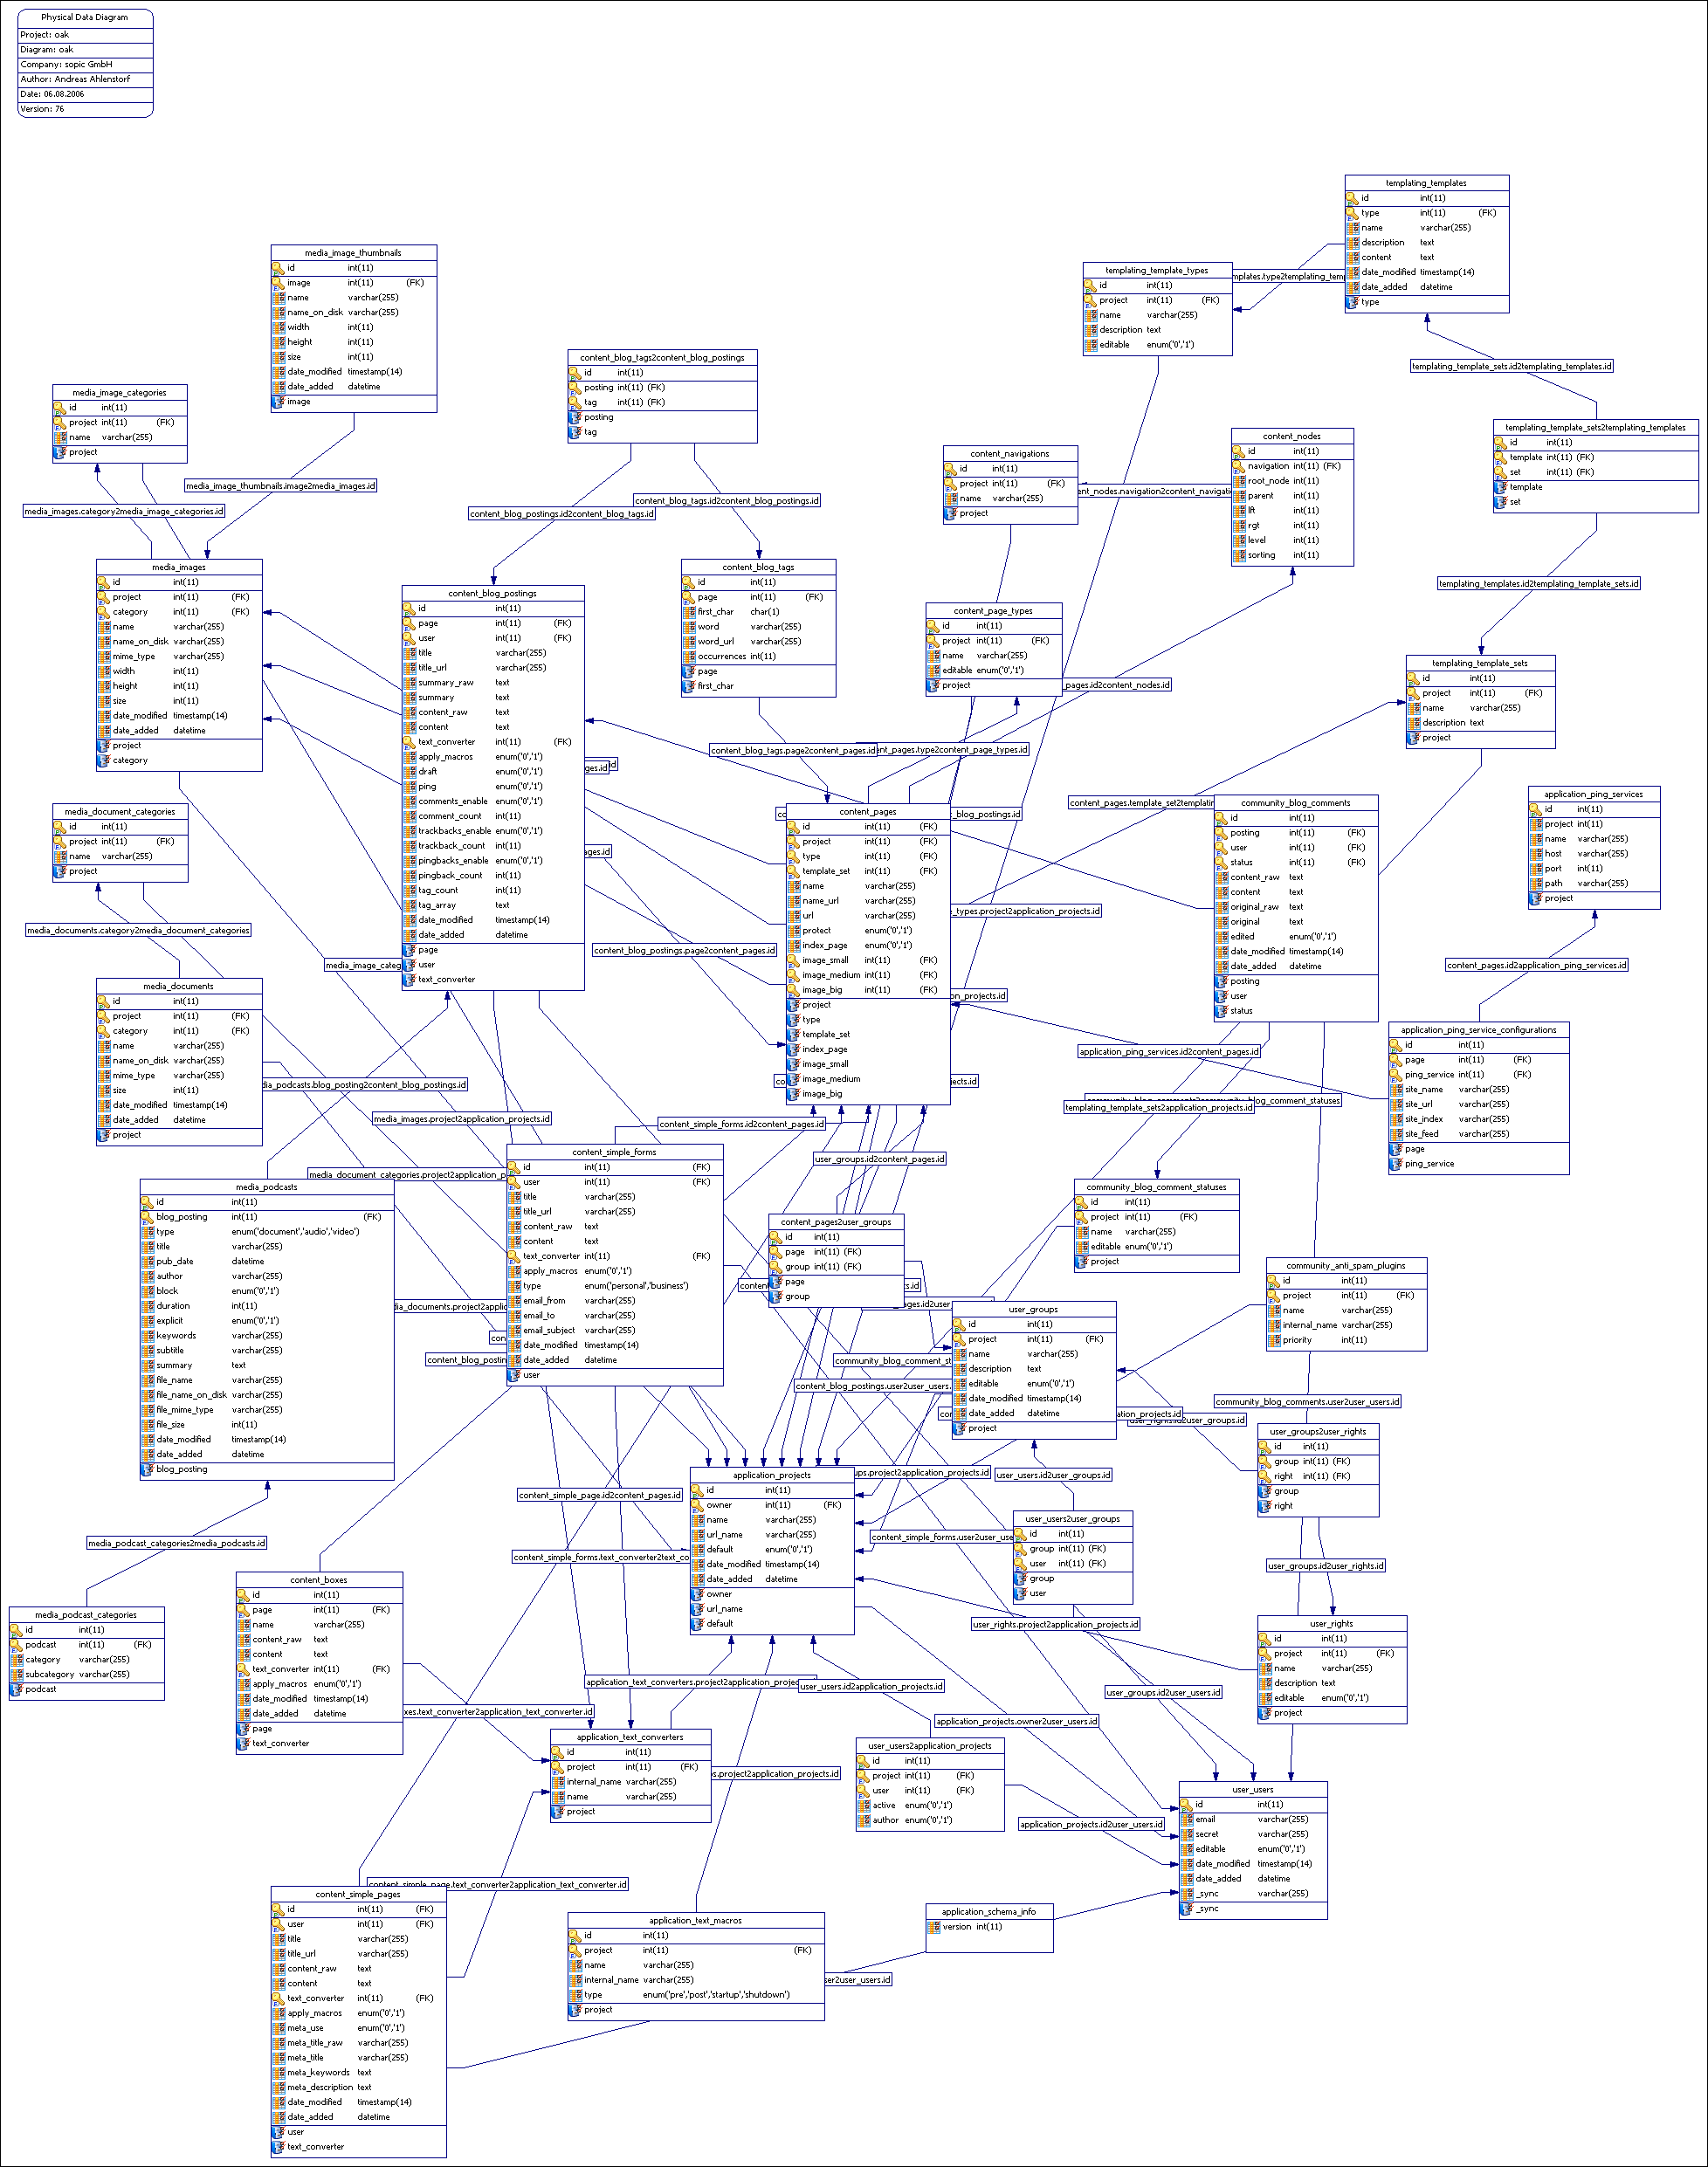 Physical Data Diagram
Project: oak
Diagram: oak
Company: sopic GmbH
Author: Andreas Ahlenstorf
Date: 06.08.2006
Version: 76
templating_templates
id int(11)
type int(11) (FK)
name varchar(255)
description text
content text
date_modified timestamp(14)
date_added datetime
type
media_image_thumbnails
id int(11)
image int(11) (FK)
name varchar(255)
name_on_disk varchar(255)
width int(11)
height int(11)
size int(11)
date_modified timestamp(14)
date_added datetime
image
templating_template_types
id int(11)
project int(11) (FK)
name varchar(255)
description text
editable enum('0','1')
mplates.type2templating_tem
templating_template_sets.id2templating_templates.id
content_blog_tags2content_blog_postings
id int(11)
posting int(11) (FK)
tag int(11) (FK)
posting
tag
media_image_categories
id int(11)
project int(11) (FK)
name varchar(255)
project
templating_template_sets2templating_templates
id int(11)
template int(11) (FK)
set int(11) (FK)
template
set
content_nodes
id int(11)
navigation int(11) (FK)
root_node int(11)
parent int(11)
lft int(11)
rgt int(11)
level int(11)
sorting int(11)
content_navigations
id int(11)
project int(11) (FK)
name varchar(255)
project
ent_nodes.navigation2content_navigati
media_image_thumbnails.image2media_images.id
content_blog_tags.id2content_blog_postings.id
content_blog_postings.id2content_blog_tags.id
media_images.category2media_image_categories.id
media_images
id int(11)
project int(11) (FK)
category int(11) (FK)
name varchar(255)
name_on_disk varchar(255)
mime_type varchar(255)
width int(11)
height int(11)
size int(11)
date_modified timestamp(14)
date_added datetime
project
category
content_blog_postings
id int(11)
page int(11) (FK)
user int(11) (FK)
title varchar(255)
title_url varchar(255)
summary_raw text
summary text
content_raw text
content text
text_converter int(11) (FK)
apply_macros enum('0','1')
draft enum('0','1')
ping enum('0','1')
comments_enable enum('0','1')
comment_count int(11)
trackbacks_enable enum('0','1')
trackback_count int(11)
pingbacks_enable enum('0','1')
pingback_count int(11)
tag_count int(11)
tag_array text
date_modified timestamp(14)
date_added datetime
page
user
text_converter
content_blog_tags
id int(11)
page int(11) (FK)
first_char char(1)
word varchar(255)
word_url varchar(255)
occurrences int(11)
page
first_char
templating_templates.id2templating_template_sets.id
content_page_types
id int(11)
project int(11) (FK)
name varchar(255)
editable enum('0','1')
project
_pages.id2content_nodes.id
templating_template_sets
id int(11)
project int(11) (FK)
name varchar(255)
description text
project
content_blog_tags.page2content_pages.id
ent_pages.type2content_page_types.id
ages.id
media_document_categories
id int(11)
project int(11) (FK)
name varchar(255)
project
content_pages
id int(11) (FK)
project int(11) (FK)
type int(11) (FK)
template_set int(11) (FK)
name varchar(255)
name_url varchar(255)
url varchar(255)
protect enum('0','1')
index_page enum('0','1')
image_small int(11) (FK)
image_medium int(11) (FK)
image_big int(11) (FK)
project
type
template_set
index_page
image_small
image_medium
image_big
_blog_postings.id
content_pages.template_set2templatin
community_blog_comments
id int(11)
posting int(11) (FK)
user int(11) (FK)
status int(11) (FK)
content_raw text
content text
original_raw text
original text
edited enum('0','1')
date_modified timestamp(14)
date_added datetime
posting
user
status
application_ping_services
id int(11)
project int(11)
name varchar(255)
host varchar(255)
port int(11)
path varchar(255)
project
ages.id
e_types.project2application_projects.id
media_documents.category2media_document_categories
content_blog_postings.page2content_pages.id
media_image_categ
content_pages.id2application_ping_services.id
media_documents
id int(11)
project int(11) (FK)
category int(11) (FK)
name varchar(255)
name_on_disk varchar(255)
mime_type varchar(255)
size int(11)
date_modified timestamp(14)
date_added datetime
project
on_projects.id
application_ping_service_configurations
id int(11)
page int(11) (FK)
ping_service int(11) (FK)
site_name varchar(255)
site_url varchar(255)
site_index varchar(255)
site_feed varchar(255)
page
ping_service
application_ping_services.id2content_pages.id
dia_podcasts.blog_posting2content_blog_postings.id
ojects.id
_blog_comment_statuses
templating_template_sets2application_projects.id
media_images.project2application_projects.id
content_simple_forms.id2content_pages.id
content_simple_forms
id int(11) (FK)
user int(11) (FK)
title varchar(255)
title_url varchar(255)
content_raw text
content text
text_converter int(11) (FK)
apply_macros enum('0','1')
type enum('personal','business')
email_from varchar(255)
email_to varchar(255)
email_subject varchar(255)
date_modified timestamp(14)
date_added datetime
user
user_groups.id2content_pages.id
media_document_categories.project2application_p
media_podcasts
id int(11)
blog_posting int(11) (FK)
type enum('document','audio','video')
title varchar(255)
pub_date datetime
author varchar(255)
block enum('0','1')
duration int(11)
explicit enum('0','1')
keywords varchar(255)
subtitle varchar(255)
summary text
file_name varchar(255)
file_name_on_disk varchar(255)
file_mime_type varchar(255)
file_size int(11)
date_modified timestamp(14)
date_added datetime
blog_posting
community_blog_comment_statuses
id int(11)
project int(11) (FK)
name varchar(255)
editable enum('0','1')
project
content_pages2user_groups
id int(11)
page int(11) (FK)
group int(11) (FK)
page
group
community_anti_spam_plugins
id int(11)
project int(11) (FK)
name varchar(255)
internal_name varchar(255)
priority int(11)
dia_documents.project2applic
user_groups
id int(11)
project int(11) (FK)
name varchar(255)
description text
editable enum('0','1')
date_modified timestamp(14)
date_added datetime
project
ages.id2user_
content_blog_postin
community_blog_comment_st
content_blog_postings.user2user_users.
community_blog_comments.user2user_users.id
ation_projects.id
user_rights.id2user_groups.id
user_groups2user_rights
id int(11)
group int(11) (FK)
right int(11) (FK)
group
right
application_projects
id int(11)
owner int(11) (FK)
name varchar(255)
url_name varchar(255)
default enum('0','1')
date_modified timestamp(14)
date_added datetime
owner
url_name
default
ups.project2application_projects.id
user_users.id2user_groups.id
content_simple_page.id2content_pages.id
user_users2user_groups
id int(11)
group int(11) (FK)
user int(11) (FK)
group
user
content_simple_forms.user2user_use
media_podcast_categories2media_podcasts.id
content_simple_forms.text_converter2text_co
user_groups.id2user_rights.id
content_boxes
id int(11)
page int(11) (FK)
name varchar(255)
content_raw text
content text
text_converter int(11) (FK)
apply_macros enum('0','1')
date_modified timestamp(14)
date_added datetime
page
text_converter
media_podcast_categories
id int(11)
podcast int(11) (FK)
category varchar(255)
subcategory varchar(255)
podcast
user_rights
id int(11)
project int(11) (FK)
name varchar(255)
description text
editable enum('0','1')
project
user_rights.project2application_projects.id
application_text_converters.project2application_projec
user_users.id2application_projects.id
user_groups.id2user_users.id
xes.text_converter2application_text_converter.id
application_projects.owner2user_users.id
application_text_converters
id int(11)
project int(11) (FK)
internal_name varchar(255)
name varchar(255)
project
os.project2application_projects.id
user_users2application_projects
id int(11)
project int(11) (FK)
user int(11) (FK)
active enum('0','1')
author enum('0','1')
user_users
id int(11)
email varchar(255)
secret varchar(255)
editable enum('0','1')
date_modified timestamp(14)
date_added datetime
_sync varchar(255)
_sync
application_projects.id2user_users.id
content_simple_page.text_converter2application_text_converter.id
content_simple_pages
id int(11) (FK)
user int(11) (FK)
title varchar(255)
title_url varchar(255)
content_raw text
content text
text_converter int(11) (FK)
apply_macros enum('0','1')
meta_use enum('0','1')
meta_title_raw varchar(255)
meta_title varchar(255)
meta_keywords text
meta_description text
date_modified timestamp(14)
date_added datetime
user
text_converter
application_schema_info
version int(11)
application_text_macros
id int(11)
project int(11) (FK)
name varchar(255)
internal_name varchar(255)
type enum('pre','post','startup','shutdown')
project
ser2user_users.id